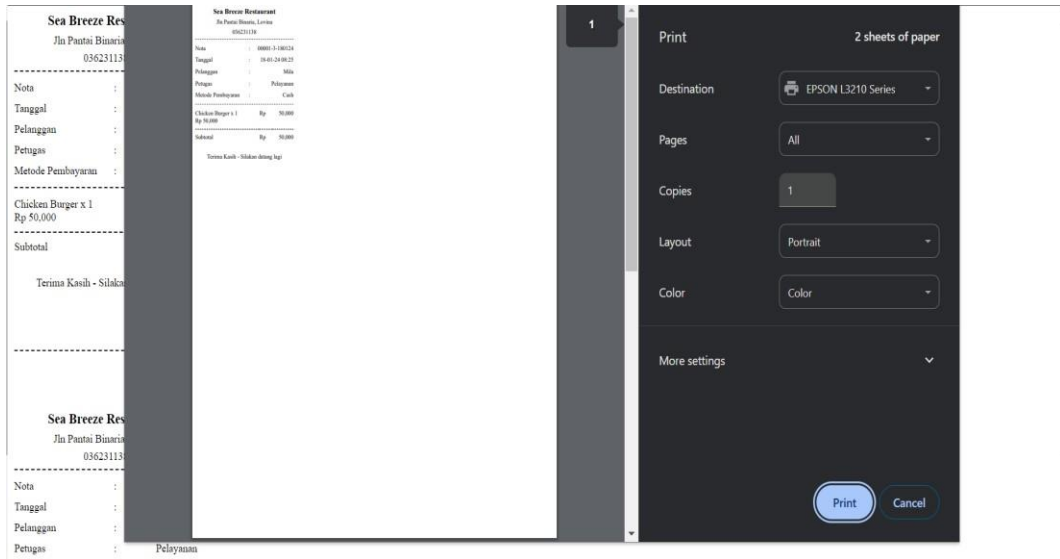 Sea Breeze Res
Jln Pantai Binaria
03623113
Nota :
Tanggal :
Pelanggan :
Petugas :
Metode Pembayaran :
Chicken Burger x 1
Rp 50,000
Subtotal
Terima Kasih - Silaka
Sea Breeze Res
Jln Pantai Binaria
03623113
Nota :
Tanggal :
Pelanggan :
Petugas : Pelayanan
Sea Breeze Restaurant
Jln Pantai Binaria, Lovina
036231138
Nota : 00001-3-180124
Tanggal :
Pelanggan : Mila
Petugas : Pelayanan
Metode Pembayaran : Cash
Chicken Burger x 1 Rp 50,000
Rp 50,000
Subtotal Rp 50,000
Terima Kasih - Silakan datang lagi
1
Print 2 sheets of paper
Destination EPSON L3210 Series
Pages All
Copies 1
Layout Portrait
Color Color
More settings
Print Cancel